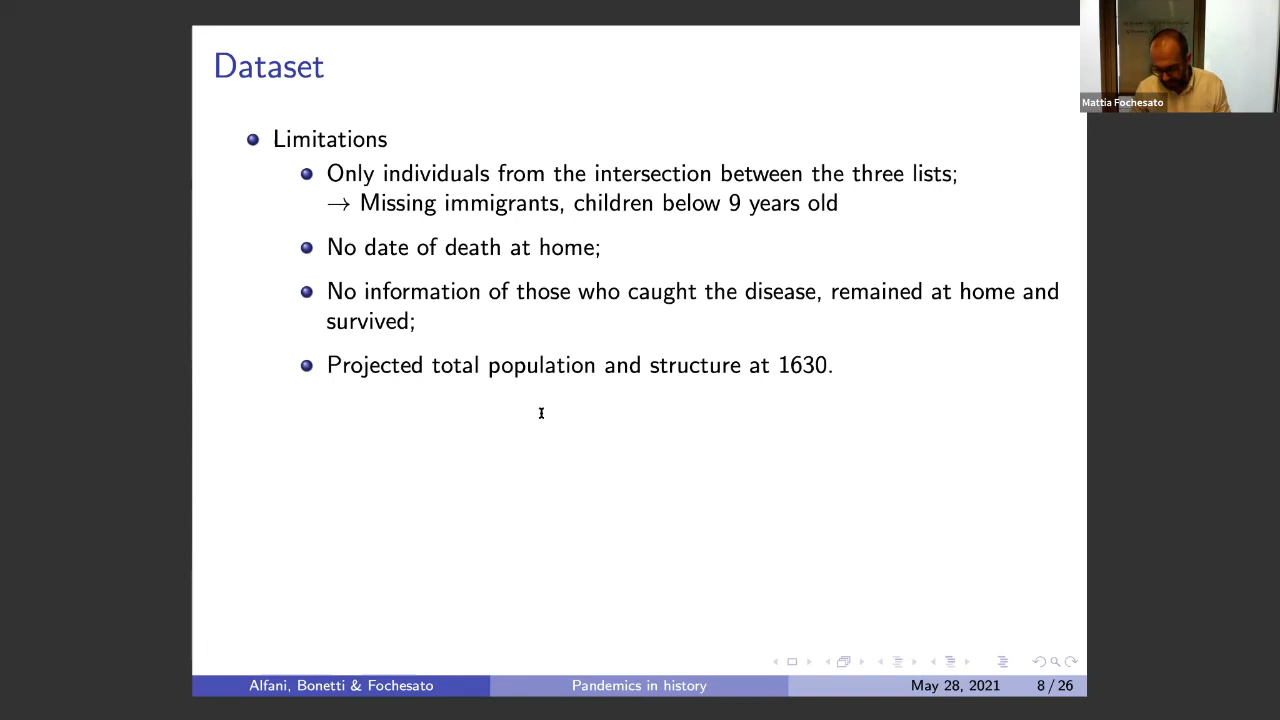 Dataset
Limitations
Only individuals from the intersection between the three lists;
→ Missing immigrants, children below 9 years old
No date of death at home;
No information of those who caught the disease, remained at home and
survived;
Projected total population and structure at 1630.
Alfani, Bonetti & Fochesato
Pandemics in history
May 28, 2021
8 / 26
Mattia Fochesato